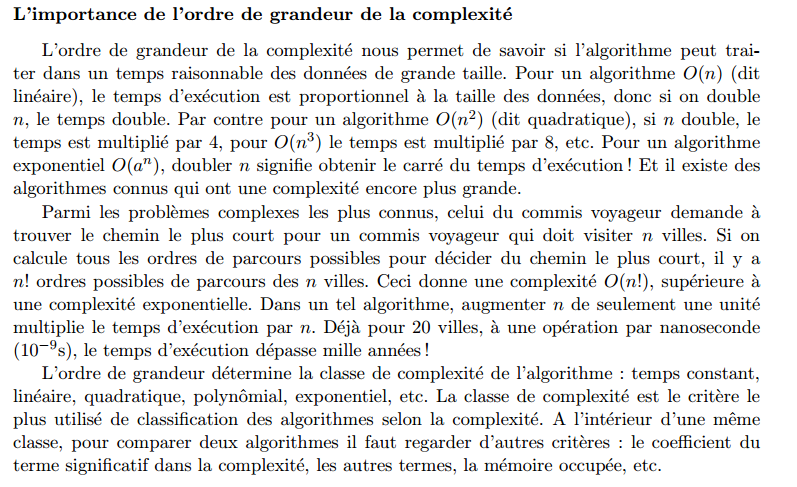 L'importance de l'ordre de grandeur de la complexité
L'ordre de grandeur de la complexité nous permet de savoir si l'algorithme peut trai-
ter dans un temps raisonnable des données de grande taille. Pour un algorithme O(n) (dit
linéaire), le temps d'exécution est proportionnel à la taille des données, donc si on double
n, le temps double. Par contre pour un algorithme O(n²) (dit quadratique), si n double, le
temps est multiplié par 4, pour O(n³) le temps est multiplié par 8, etc. Pour un algorithme
exponentiel O(aⁿ), doubler n signifie obtenir le carré du temps d'exécution ! Et il existe des
algorithmes connus qui ont une complexité encore plus grande.
Parmi les problèmes complexes les plus connus, celui du commis voyageur demande à
trouver le chemin le plus court pour un commis voyageur qui doit visiter n villes. Si on
calcule tous les ordres de parcours possibles pour décider du chemin le plus court, il y a
n! ordres possibles de parcours des n villes. Ceci donne une complexité O(n!), supérieure à
une complexité exponentielle. Dans un tel algorithme, augmenter n de seulement une unité
multiplie le temps d'exécution par n. Déjà pour 20 villes, à une opération par nanoseconde
(10⁻⁹s), le temps d'exécution dépasse mille années !
L'ordre de grandeur détermine la classe de complexité de l'algorithme : temps constant,
linéaire, quadratique, polynômial, exponentiel, etc. La classe de complexité est le critère le
plus utilisé de classification des algorithmes selon la complexité. A l'intérieur d'une même
classe, pour comparer deux algorithmes il faut regarder d'autres critères : le coefficient du
terme significatif dans la complexité, les autres termes, la mémoire occupée, etc.